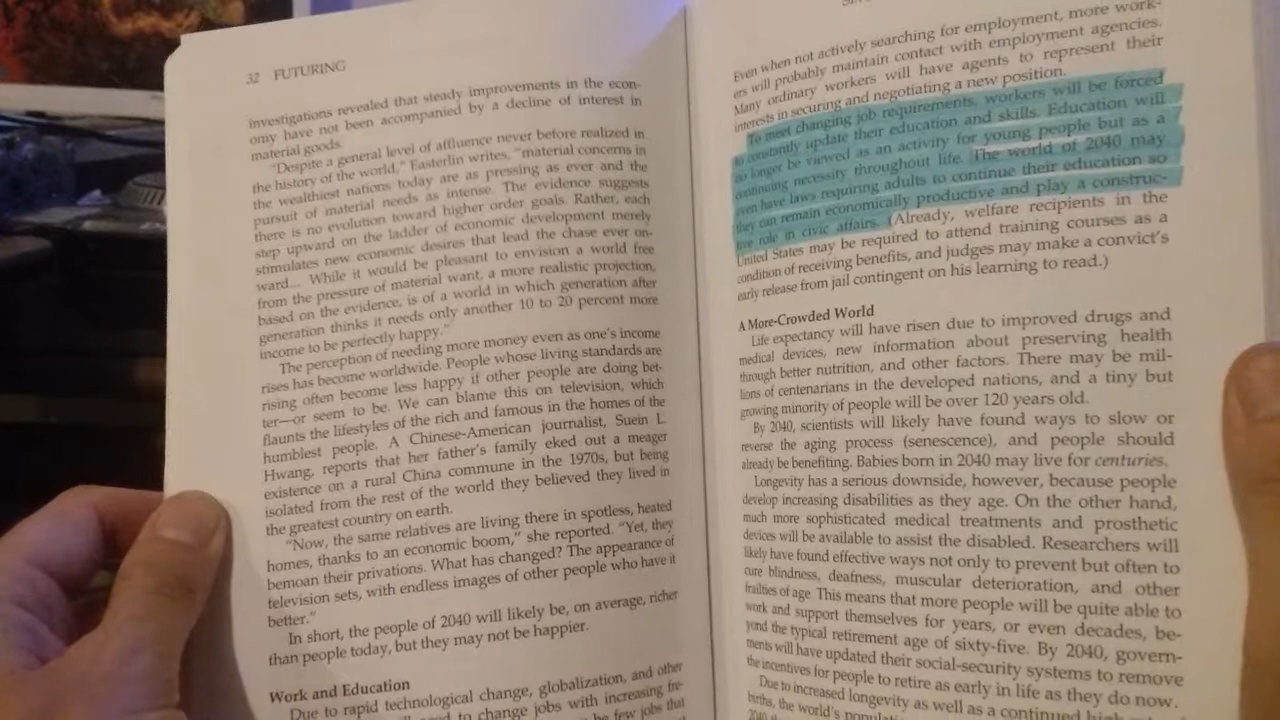 32 FUTURING
investigations revealed that steady improvements in the econ-
omy have not been accompanied by a decline of interest in
material goods.
"Despite a general level of affluence never before realized in
the history of the world," Easterlin writes, "material concerns in
the wealthiest nations today are as pressing as ever and the
pursuit of material needs as intense. The evidence suggests
there is no evolution toward higher order goals. Rather, each
step upward on the ladder of economic development merely
stimulates new economic desires that lead the chase ever on-
ward.... While it would be pleasant to envision a world free
from the pressure of material want, a more realistic projection,
based on the evidence, is of a world in which generation after
generation thinks it needs only another 10 to 20 percent more
income to be perfectly happy."
The perception of needing more money even as one's income
rises has become worldwide. People whose living standards are
rising often become less happy if other people are doing bet-
ter—or seem to be. We can blame this on television, which
flaunts the lifestyles of the rich and famous in the homes of the
humblest people. A Chinese-American journalist, Suein L.
Hwang, reports that her father's family eked out a meager
existence on a rural China commune in the 1970s, but being
isolated from the rest of the world they believed they lived in
the greatest country on earth.
"Now, the same relatives are living there in spotless, heated
homes, thanks to an economic boom," she reported. "Yet, they
bemoan their privations. What has changed? The appearance of
television sets, with endless images of other people who have it
better."
In short, the people of 2040 will likely be, on average, richer
than people today, but they may not be happier.
Work and Education
Due to rapid technological change, globalization, and other
to change jobs with increasing fre-
be few jobs that
Even when not actively searching for employment, more work-
ers will probably maintain contact with employment agencies.
Many ordinary workers will have agents to represent their
interests in securing and negotiating a new position.
To meet changing job requirements, workers will be forced
to constantly update their education and skills. Education will
no longer be viewed as an activity for young people but as a
continuing necessity throughout life. The world of 2040 may
even have laws requiring adults to continue their education so
they can remain economically productive and play a construc-
tive role in civic affairs. (Already, welfare recipients in the
United States may be required to attend training courses as a
condition of receiving benefits, and judges may make a convict's
early release from jail contingent on his learning to read.)
A More-Crowded World
Life expectancy will have risen due to improved drugs and
medical devices, new information about preserving health
through better nutrition, and other factors. There may be mil-
lions of centenarians in the developed nations, and a tiny but
growing minority of people will be over 120 years old.
By 2040, scientists will likely have found ways to slow or
reverse the aging process (senescence), and people should
already be benefiting. Babies born in 2040 may live for centuries.
Longevity has a serious downside, however, because people
develop increasing disabilities as they age. On the other hand,
much more sophisticated medical treatments and prosthetic
devices will be available to assist the disabled. Researchers will
likely have found effective ways not only to prevent but often to
cure blindness, deafness, muscular deterioration, and other
frailties of age. This means that more people will be quite able to
work and support themselves for years, or even decades, be-
yond the typical retirement age of sixty-five. By 2040, govern-
ments will have updated their social-security systems to remove
the incentives for people to retire as early in life as they do now.
Due to increased longevity as well as a continued
births, the world's